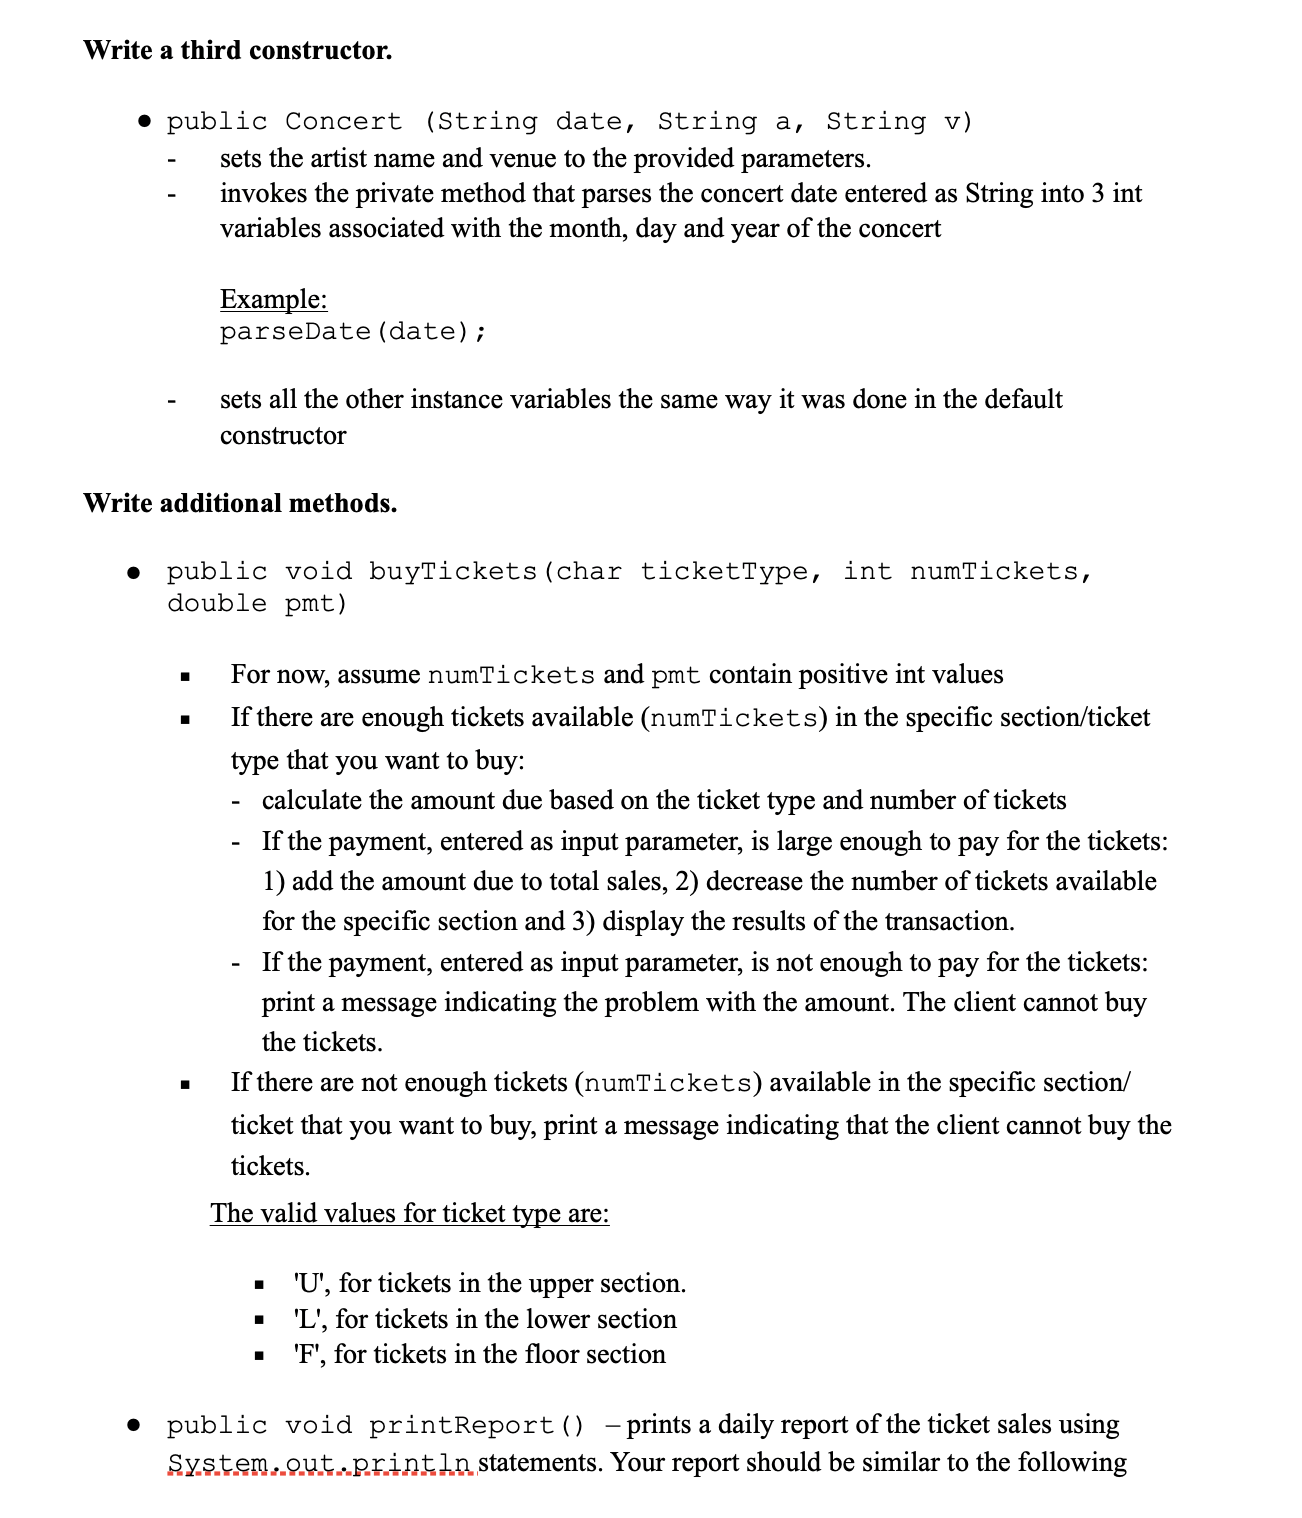 Write a third constructor.
● public Concert (String date, String a, String v)
- sets the artist name and venue to the provided parameters.
- invokes the private method that parses the concert date entered as String into 3 int
variables associated with the month, day and year of the concert
Example:
parseDate(date);
- sets all the other instance variables the same way it was done in the default
constructor
Write additional methods.
● public void buyTickets(char ticketType, int numTickets,
double pmt)
▪ For now, assume numTickets and pmt contain positive int values
▪ If there are enough tickets available (numTickets) in the specific section/ticket
type that you want to buy:
- calculate the amount due based on the ticket type and number of tickets
- If the payment, entered as input parameter, is large enough to pay for the tickets:
1) add the amount due to total sales, 2) decrease the number of tickets available
for the specific section and 3) display the results of the transaction.
- If the payment, entered as input parameter, is not enough to pay for the tickets:
print a message indicating the problem with the amount. The client cannot buy
the tickets.
▪ If there are not enough tickets (numTickets) available in the specific section/
ticket that you want to buy, print a message indicating that the client cannot buy the
tickets.
The valid values for ticket type are:
▪ 'U', for tickets in the upper section.
▪ 'L', for tickets in the lower section
▪ 'F', for tickets in the floor section
● public void printReport() – prints a daily report of the ticket sales using
System.out.println statements. Your report should be similar to the following